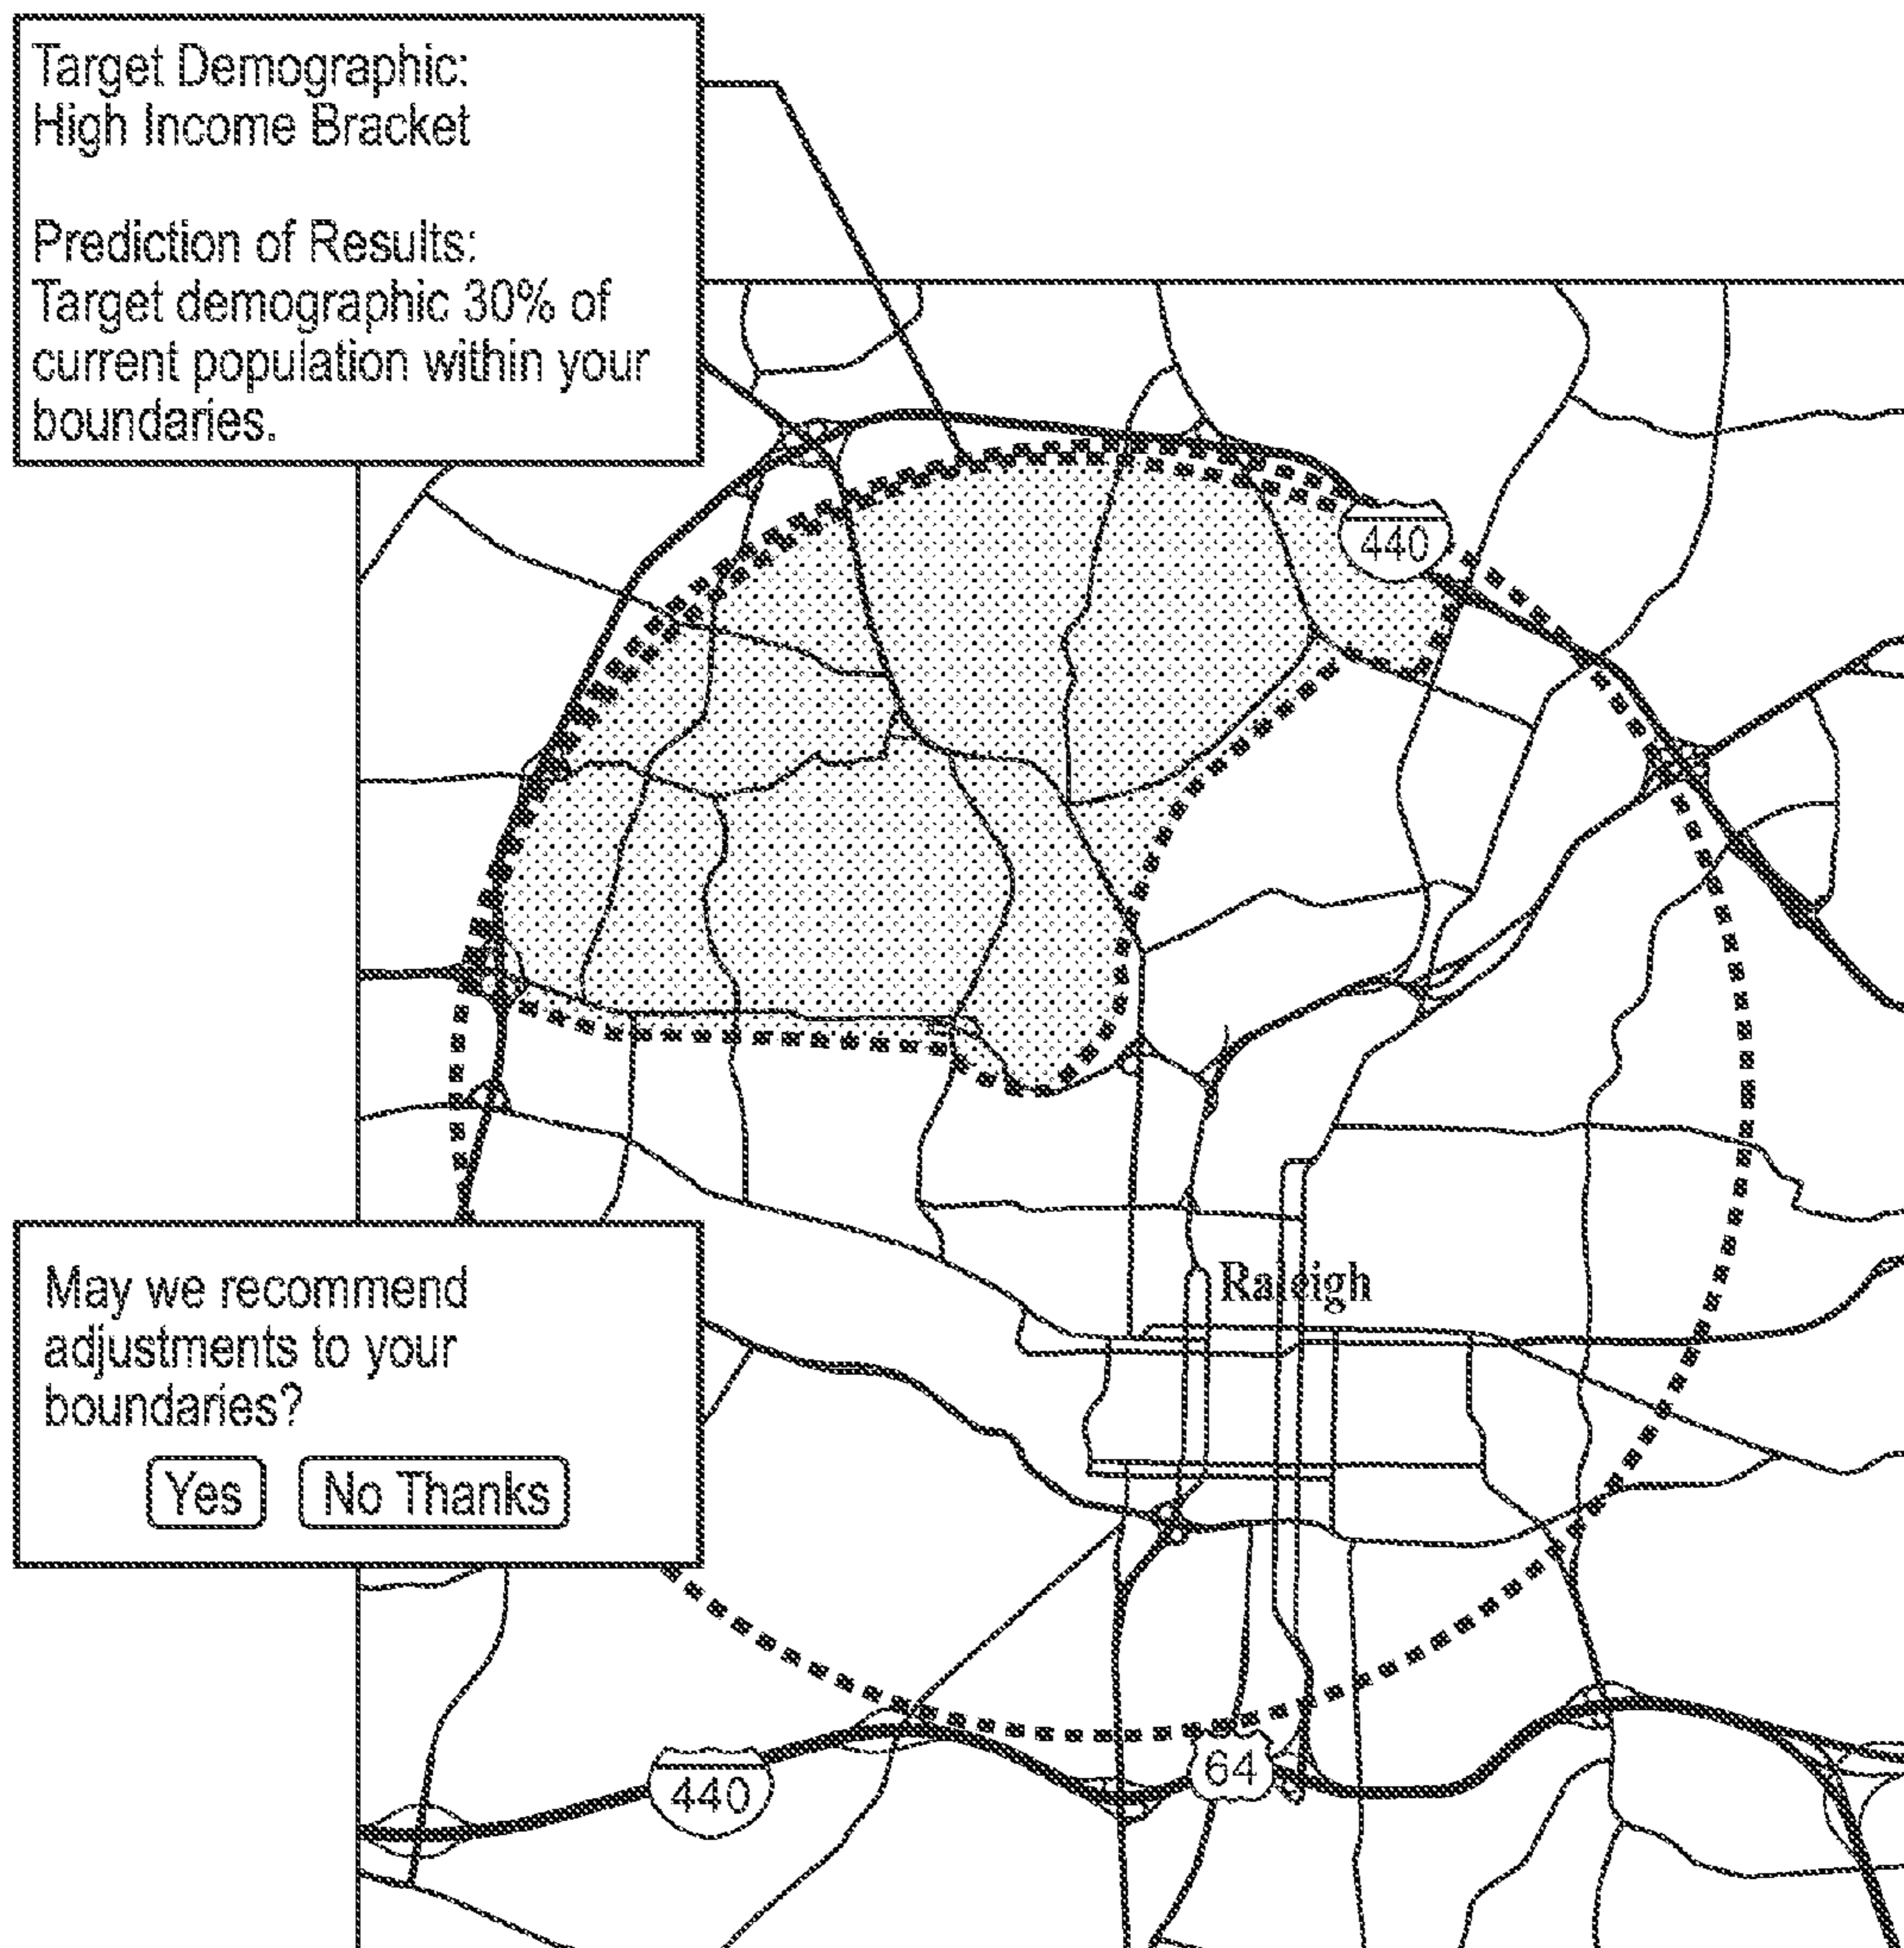 Target Demographic:
High Income Bracket
Prediction of Results:
Target demographic 30% of
current population within your
boundaries.
440
May we recommend
adjustments to your
boundaries?
Yes
No Thanks
Raleigh
440
64